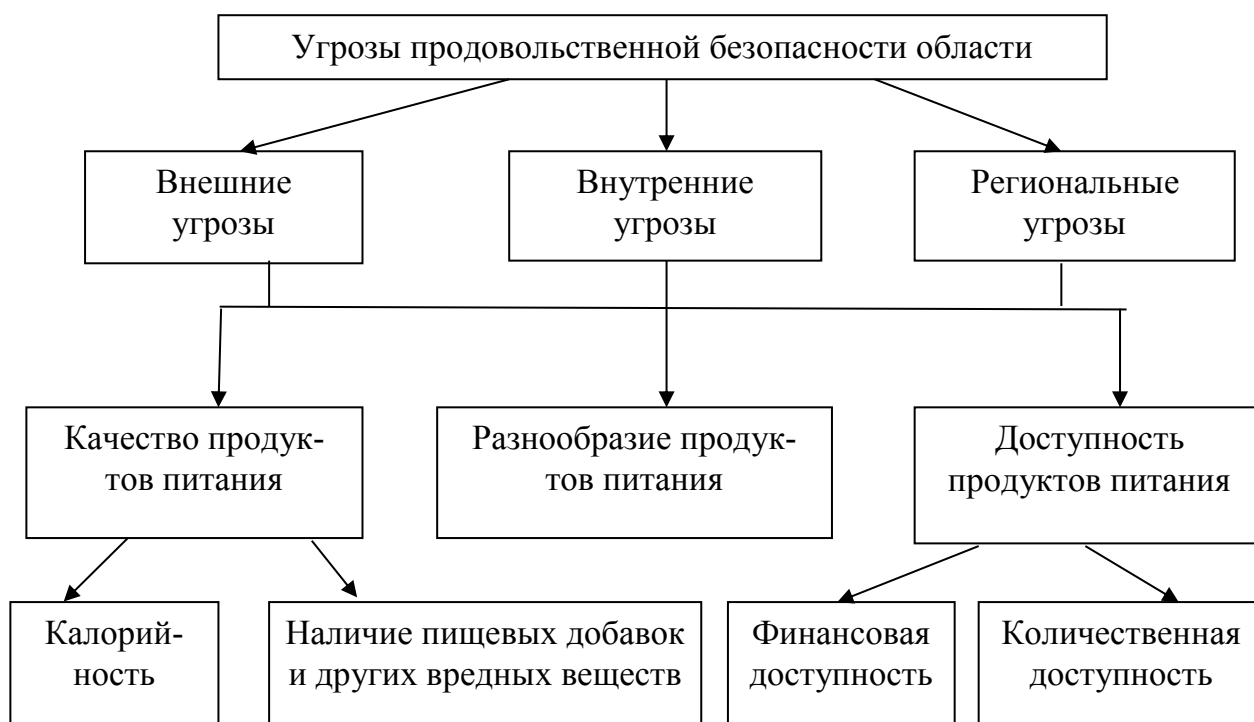 Угрозы продовольственной безопасности области
Внешние
угрозы
Внутренние
угрозы
Региональные
угрозы
Качество продук-
тов питания
Разнообразие продук-
тов питания
Доступность
продуктов питания
Калорий-
ность
Наличие пищевых добавок
и других вредных веществ
Финансовая
доступность
Количественная
доступность